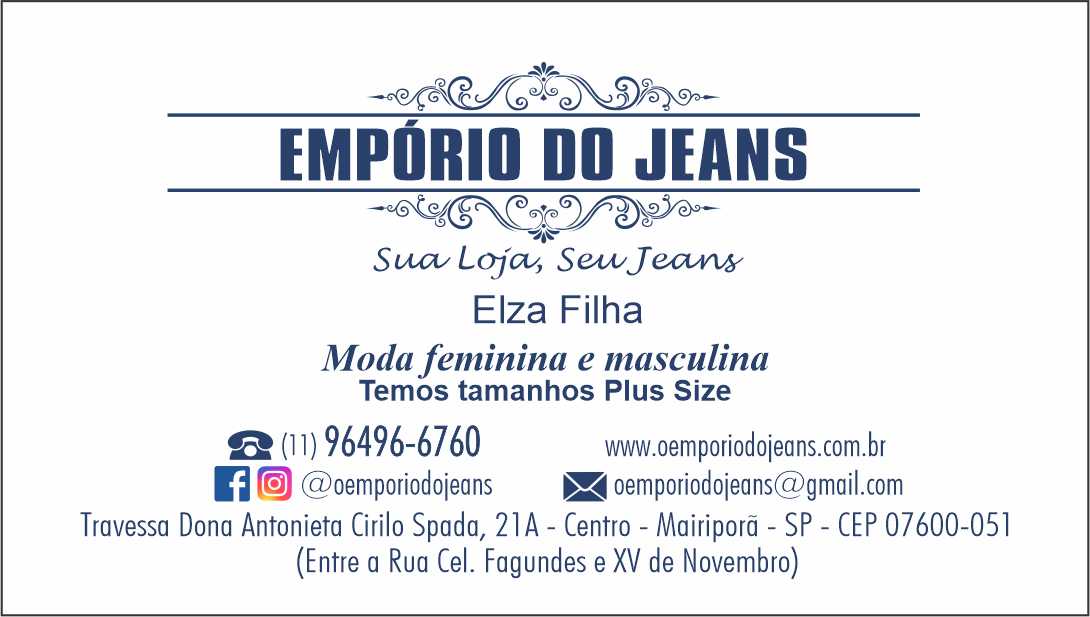 EMPÓRIO DO JEANS
Sua Loja, Seu Jeans
Elza Filha
Moda feminina e masculina
Temos tamanhos Plus Size
(11) 96496-6760 www.oemporiodojeans.com.br
@oemporiodojeans oemporiodojeans@gmail.com
Travessa Dona Antonieta Cirilo Spada, 21A - Centro - Mairiporã - SP - CEP 07600-051
(Entre a Rua Cel. Fagundes e XV de Novembro)